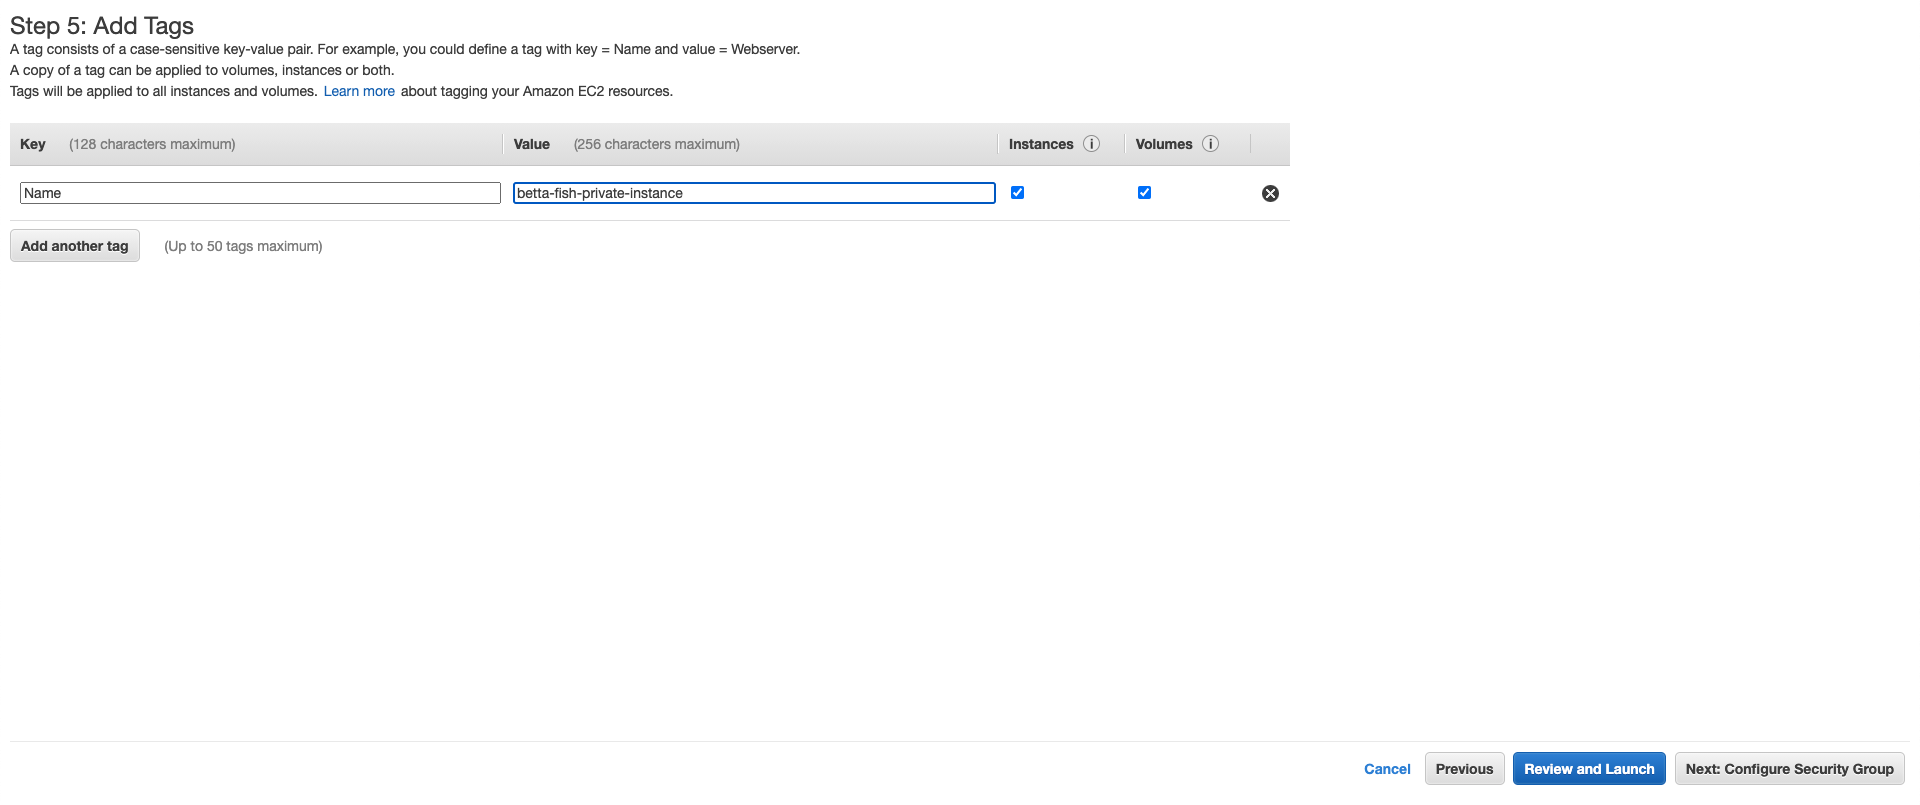 Step 5: Add Tags
A tag consists of a case-sensitive key-value pair. For example, you could define a tag with key = Name and value = Webserver.
A copy of a tag can be applied to volumes, instances or both.
Tags will be applied to all instances and volumes. Learn more about tagging your Amazon EC2 resources.
Key (128 characters maximum) Value (256 characters maximum) Instances i Volumes i
Name betta-fish-private-instance
Add another tag (Up to 50 tags maximum)
Cancel Previous Review and Launch Next: Configure Security Group